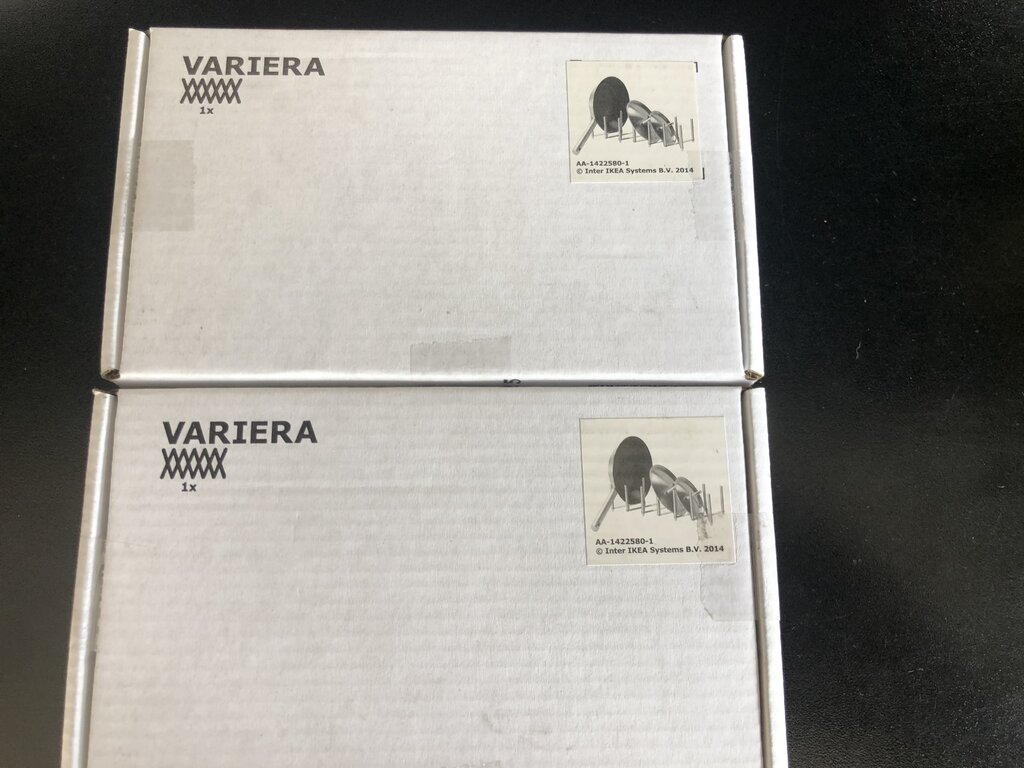 VARIERA
1x
AA-1422580-1
© Inter IKEA Systems B.V. 2014
VARIERA
1x
AA-1422580-1
© Inter IKEA Systems B.V. 2014